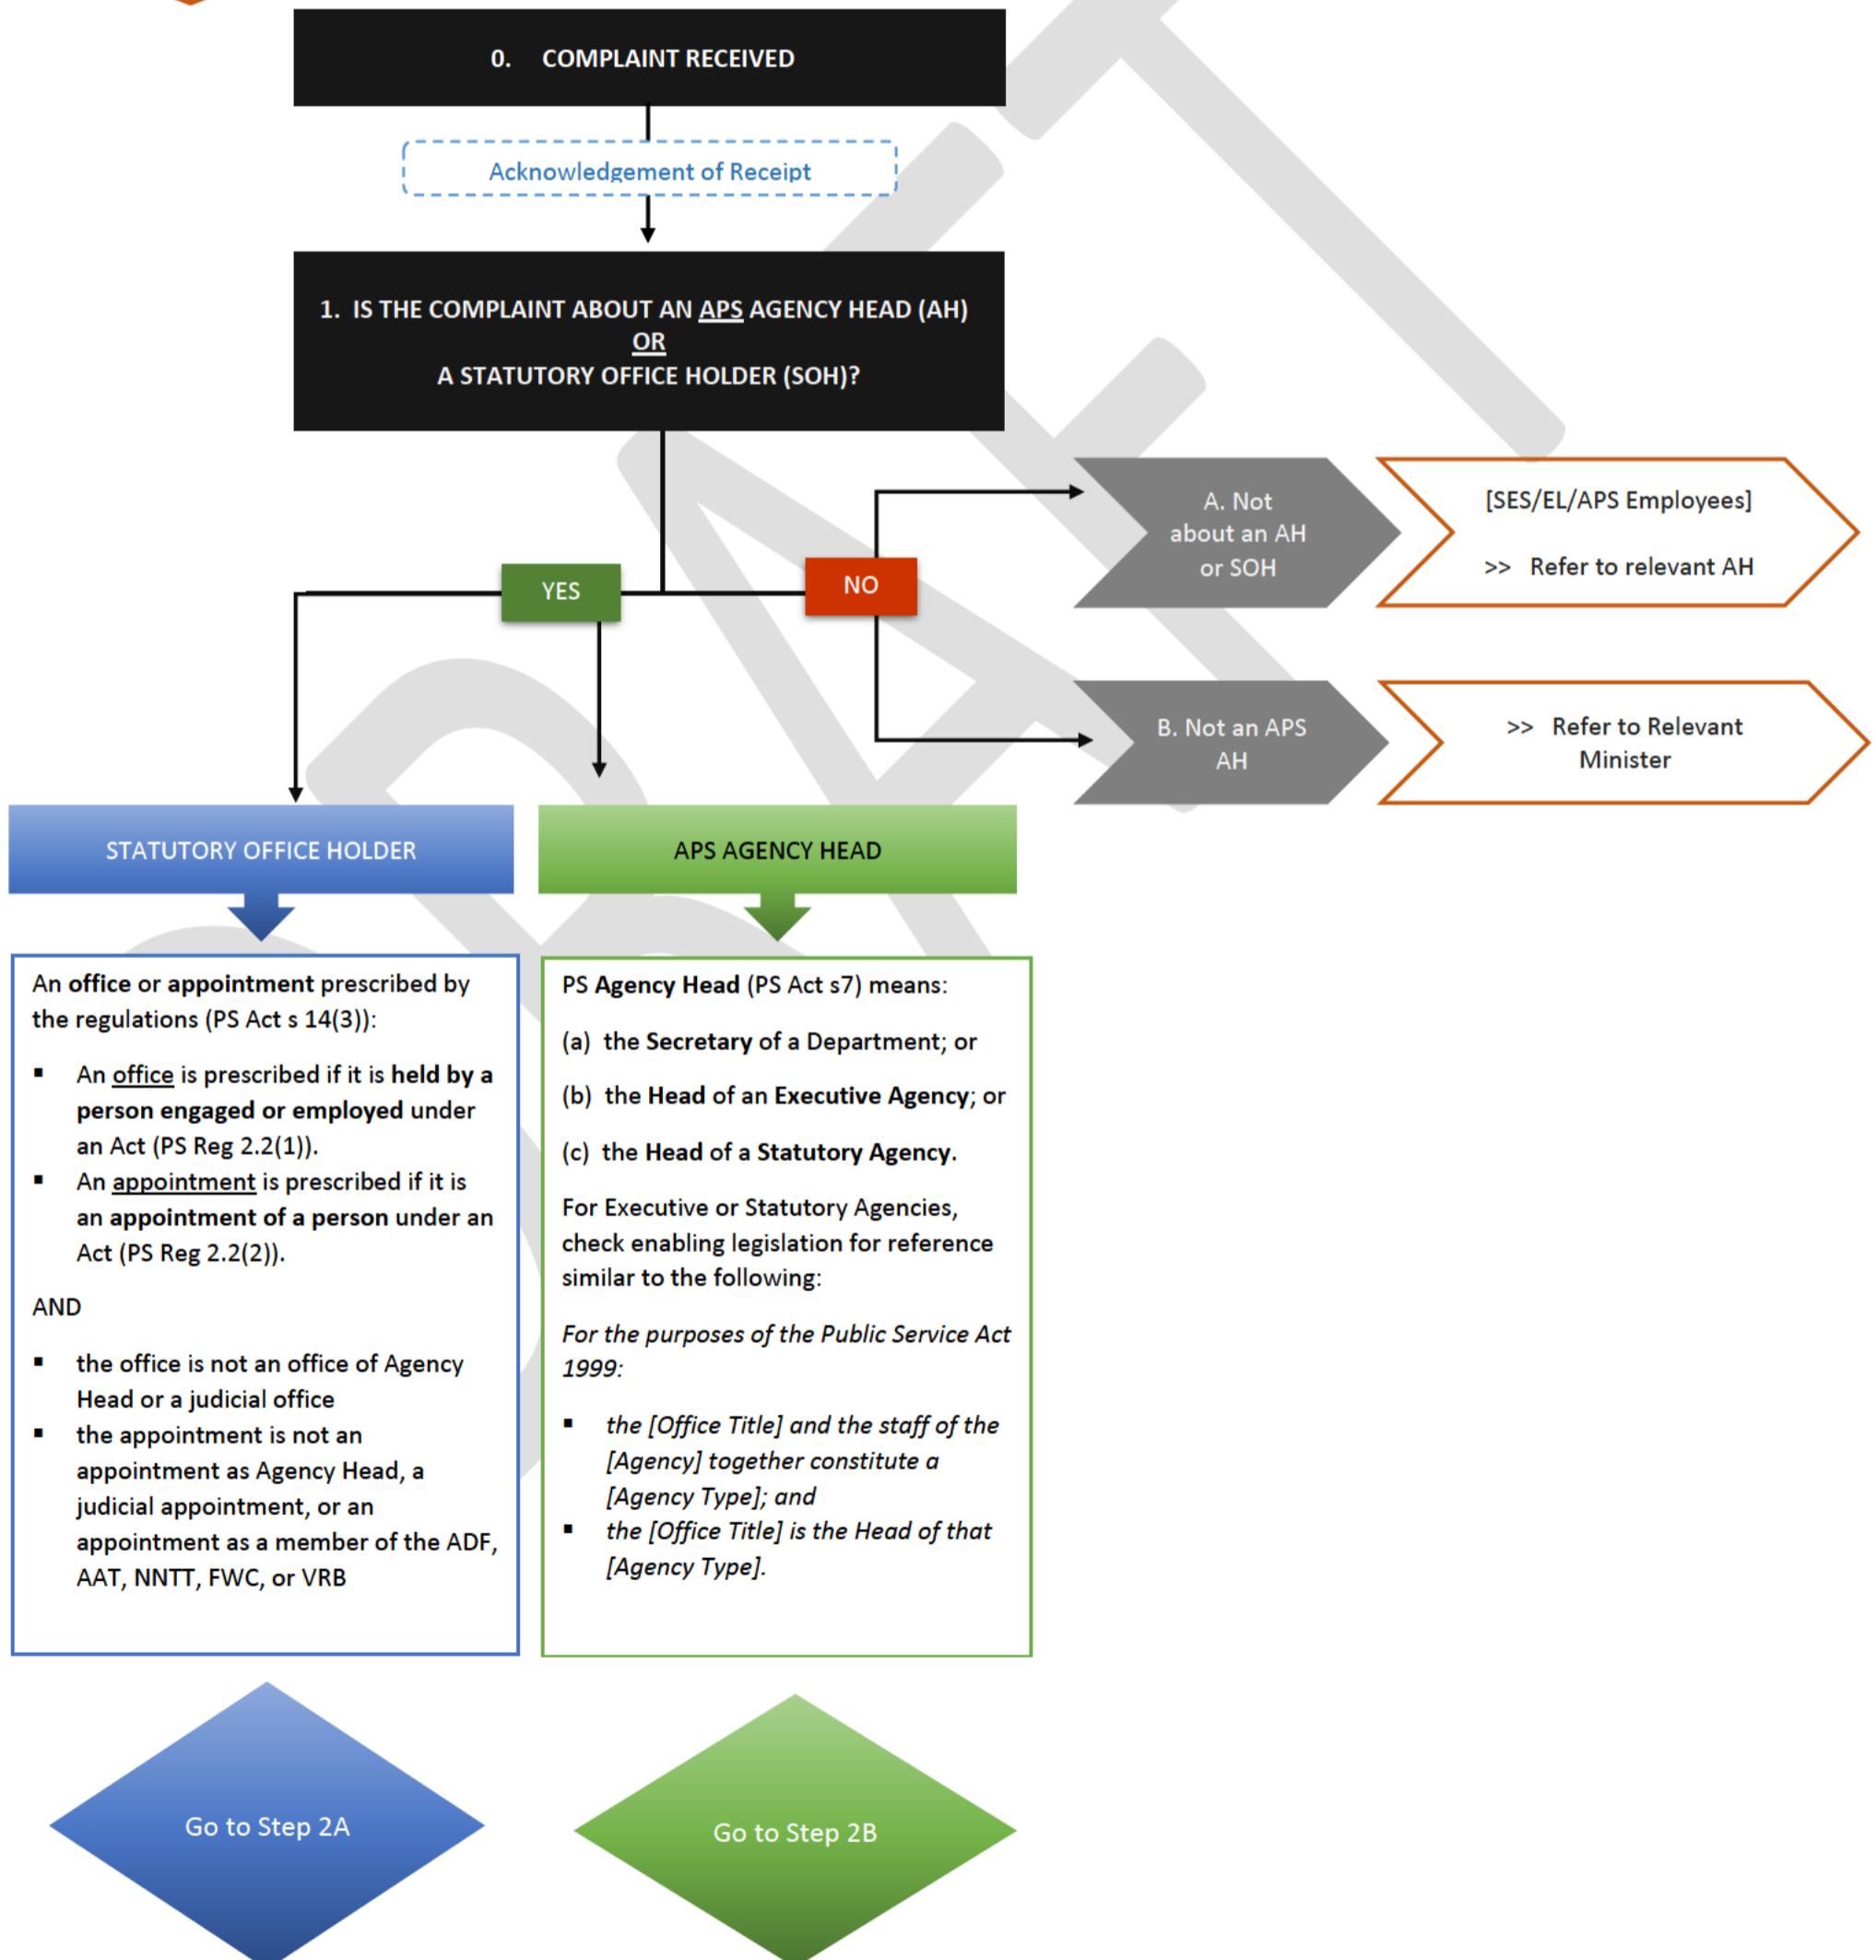 0. COMPLAINT RECEIVED
Acknowledgement of Receipt
1. IS THE COMPLAINT ABOUT AN APS AGENCY HEAD (AH)
OR
A STATUTORY OFFICE HOLDER (SOH)?
YES
NO
A. Not
about an AH
or SOH
[SES/EL/APS Employees]
>> Refer to relevant AH
B. Not an APS
AH
>> Refer to Relevant
Minister
STATUTORY OFFICE HOLDER
An office or appointment prescribed by
the regulations (PS Act s 14(3)):
▪ An office is prescribed if it is held by a
person engaged or employed under
an Act (PS Reg 2.2(1)).
▪ An appointment is prescribed if it is
an appointment of a person under an
Act (PS Reg 2.2(2)).
AND
▪ the office is not an office of Agency
Head or a judicial office
▪ the appointment is not an
appointment as Agency Head, a
judicial appointment, or an
appointment as a member of the ADF,
AAT, NNTT, FWC, or VRB
Go to Step 2A
APS AGENCY HEAD
PS Agency Head (PS Act s7) means:
(a) the Secretary of a Department; or
(b) the Head of an Executive Agency; or
(c) the Head of a Statutory Agency.
For Executive or Statutory Agencies,
check enabling legislation for reference
similar to the following:
For the purposes of the Public Service Act
1999:
▪ the [Office Title] and the staff of the
[Agency] together constitute a
[Agency Type]; and
▪ the [Office Title] is the Head of that
[Agency Type].
Go to Step 2B